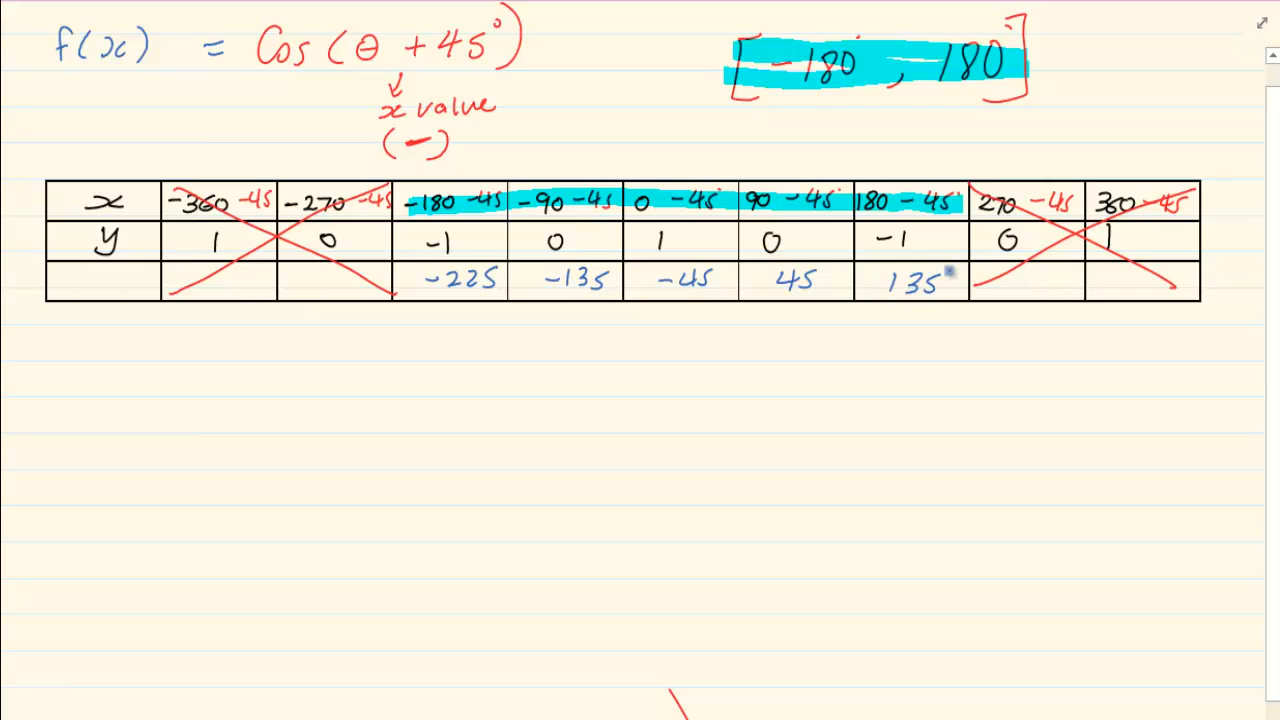 f(x) = Cos(θ + 45°) [-180°, 180°]
x value
(-)
x -360 -45 -270 -45 -180 -45 -90 -45 0 -45° 90 -45° 180 -45° 270 -45 360 -45
y 1 0 -1 0 1 0 -1 0 1
-225 -135 -45 45 135